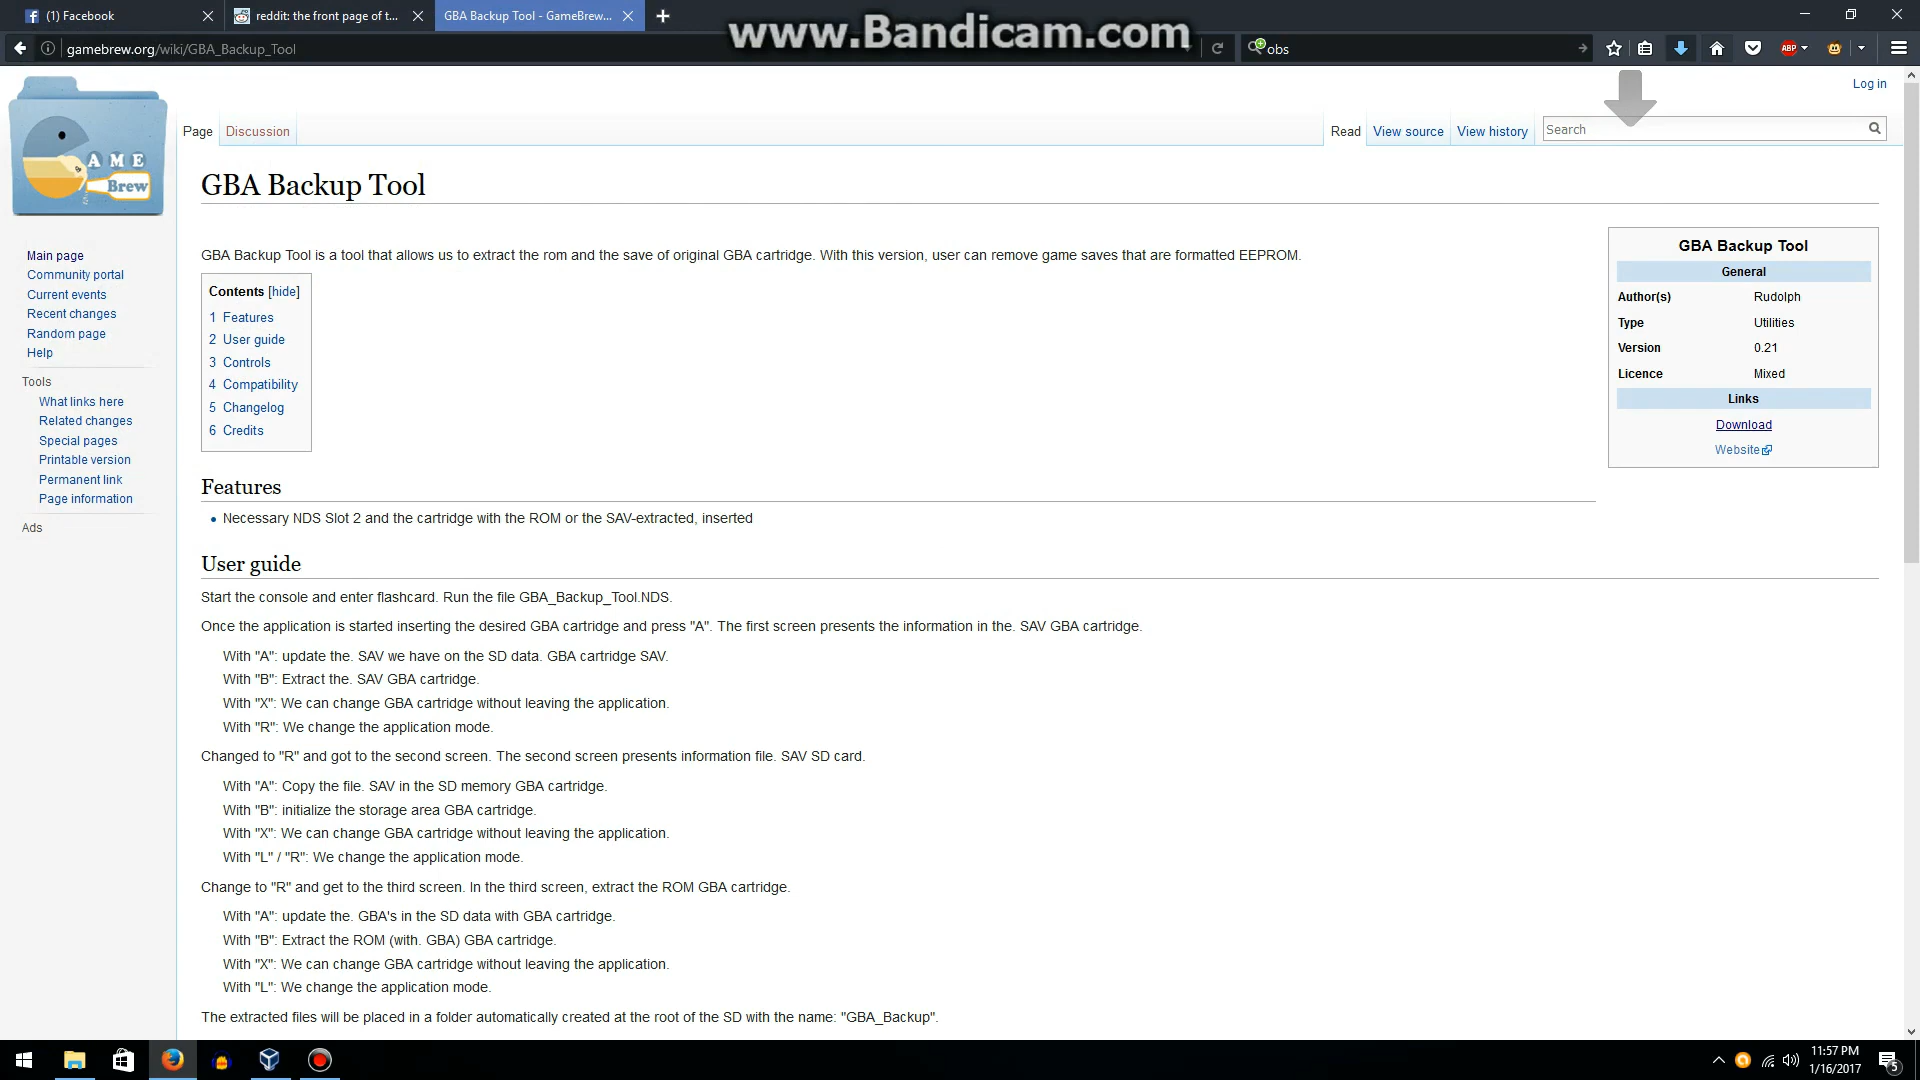 (1) Facebook
reddit: the front page of t...
GBA Backup Tool - GameBrew...
www.Bandicam.com
gamebrew.org/wiki/GBA_Backup_Tool
obs
ABP
Log in
Page
Discussion
Read
View source
View history
Search
AME
Brew
GBA Backup Tool
Main page
Community portal
Current events
Recent changes
Random page
Help
Tools
What links here
Related changes
Special pages
Printable version
Permanent link
Page information
Ads
GBA Backup Tool is a tool that allows us to extract the rom and the save of original GBA cartridge. With this version, user can remove game saves that are formatted EEPROM.
Contents [hide]
1 Features
2 User guide
3 Controls
4 Compatibility
5 Changelog
6 Credits
GBA Backup Tool
General
Author(s) Rudolph
Type Utilities
Version 0.21
Licence Mixed
Links
Download
Website
Features
• Necessary NDS Slot 2 and the cartridge with the ROM or the SAV-extracted, inserted
User guide
Start the console and enter flashcard. Run the file GBA_Backup_Tool.NDS.
Once the application is started inserting the desired GBA cartridge and press "A". The first screen presents the information in the. SAV GBA cartridge.
With "A": update the. SAV we have on the SD data. GBA cartridge SAV.
With "B": Extract the. SAV GBA cartridge.
With "X": We can change GBA cartridge without leaving the application.
With "R": We change the application mode.
Changed to "R" and got to the second screen. The second screen presents information file. SAV SD card.
With "A": Copy the file. SAV in the SD memory GBA cartridge.
With "B": initialize the storage area GBA cartridge.
With "X": We can change GBA cartridge without leaving the application.
With "L" / "R": We change the application mode.
Change to "R" and get to the third screen. In the third screen, extract the ROM GBA cartridge.
With "A": update the. GBA's in the SD data with GBA cartridge.
With "B": Extract the ROM (with. GBA) GBA cartridge.
With "X": We can change GBA cartridge without leaving the application.
With "L": We change the application mode.
The extracted files will be placed in a folder automatically created at the root of the SD with the name: "GBA_Backup".
11:57 PM
1/16/2017
5